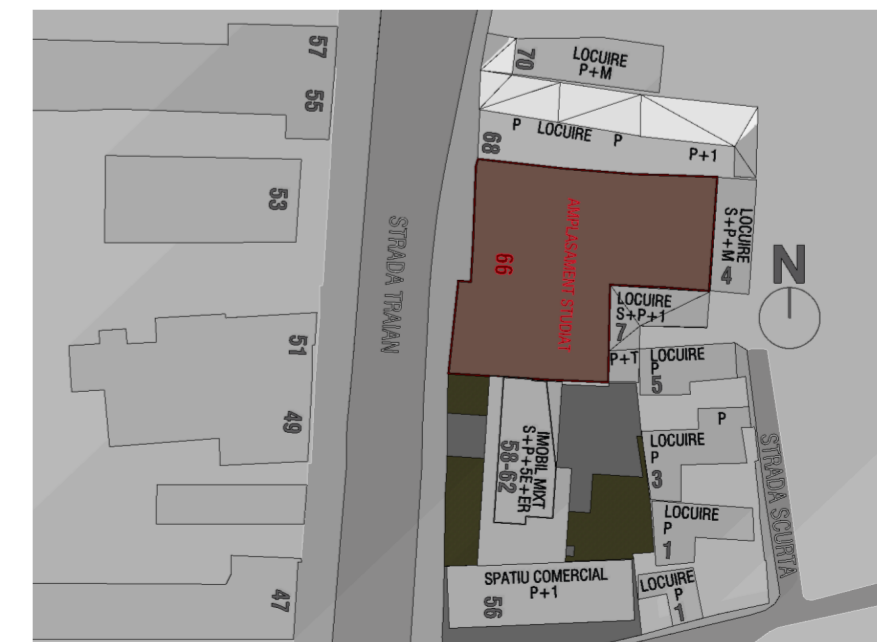 57
55
53
51
49
47
STRADA TRAIAN
70
LOCUIRE
P+M
68
P LOCUIRE P
P+1
AMPLASAMENT STUDIAT
66
LOCUIRE
S+P+M
4
N
LOCUIRE
S+P+1
7
P+T
LOCUIRE
P
5
P
LOCUIRE
P
3
LOCUIRE
P
1
LOCUIRE
P
1
IMOBIL MIXT
S+P+5E+ER
58-62
SPATIU COMERCIAL
P+1
56
STRADA SCURTA